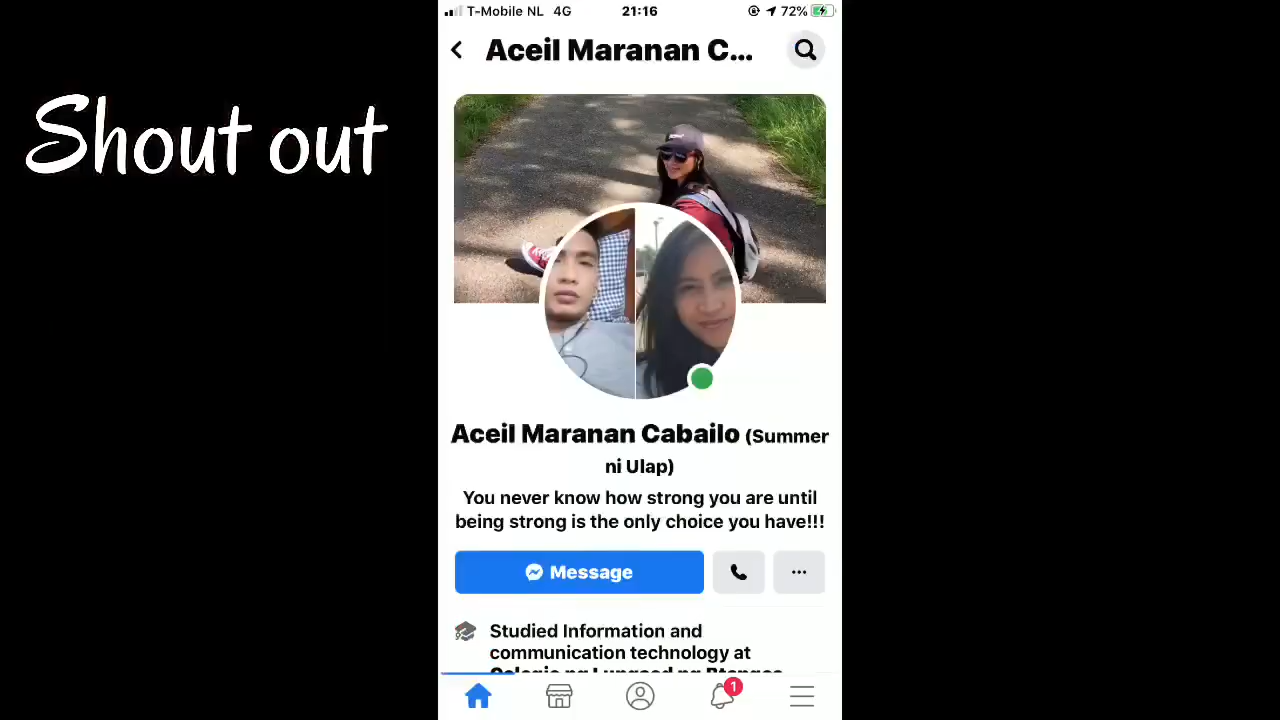 T-Mobile NL 4G 21:16 72%
Aceil Maranan C...
Shout out
Aceil Maranan Cabailo (Summer
ni Ulap)
You never know how strong you are until
being strong is the only choice you have!!!
Message
Studied Information and
communication technology at
1